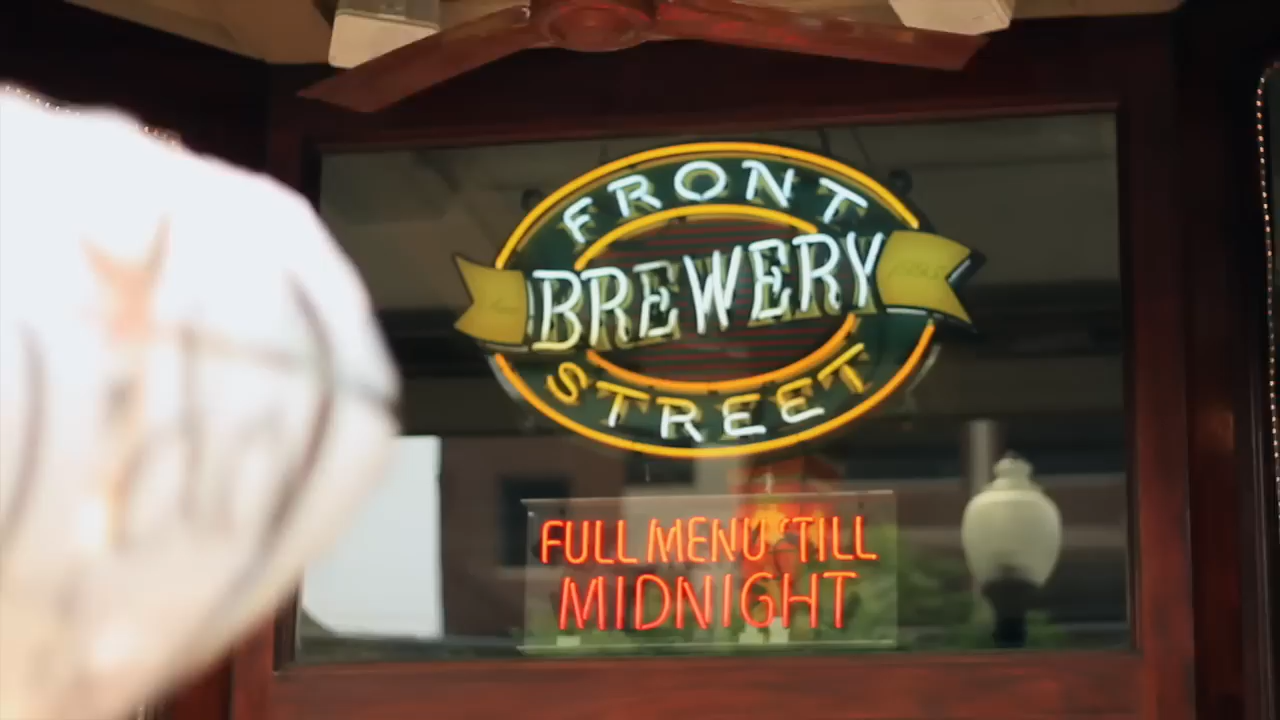 FRONT
BREWERY
STREET
FULL MENU 'TILL
MIDNIGHT